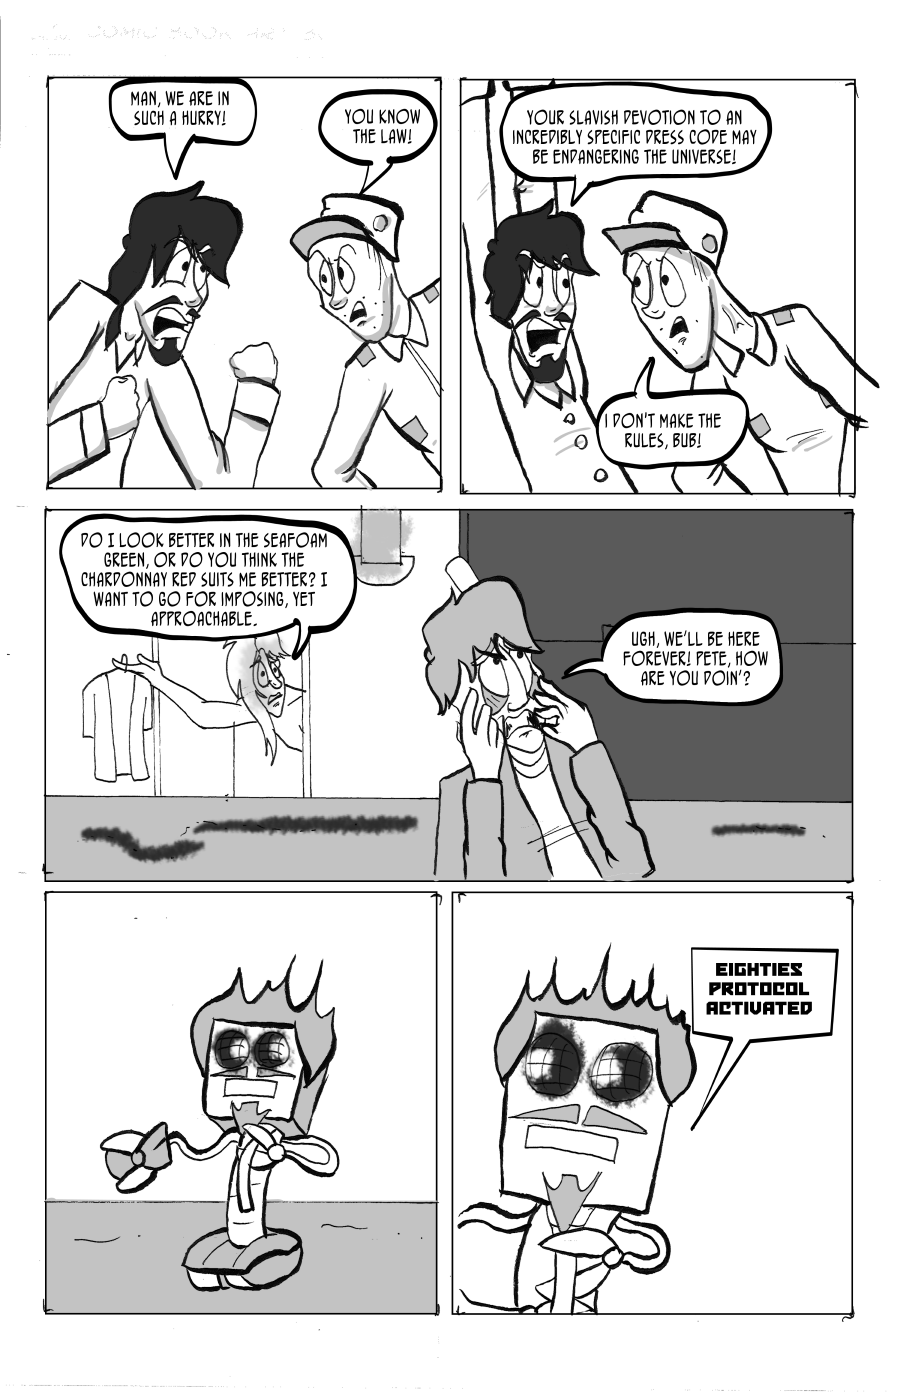 MAN, WE ARE IN
SUCH A HURRY!
YOU KNOW
THE LAW!
YOUR SLAVISH DEVOTION TO AN
INCREDIBLY SPECIFIC DRESS CODE MAY
BE ENDANGERING THE UNIVERSE!
I DON'T MAKE THE
RULES, BUB!
DO I LOOK BETTER IN THE SEAFOAM
GREEN, OR DO YOU THINK THE
CHARDONNAY RED SUITS ME BETTER? I
WANT TO GO FOR IMPOSING, YET
APPROACHABLE.
UGH, WE'LL BE HERE
FOREVER! PETE, HOW
ARE YOU DOIN'?
EIGHTIES
PROTOCOL
ACTIVATED